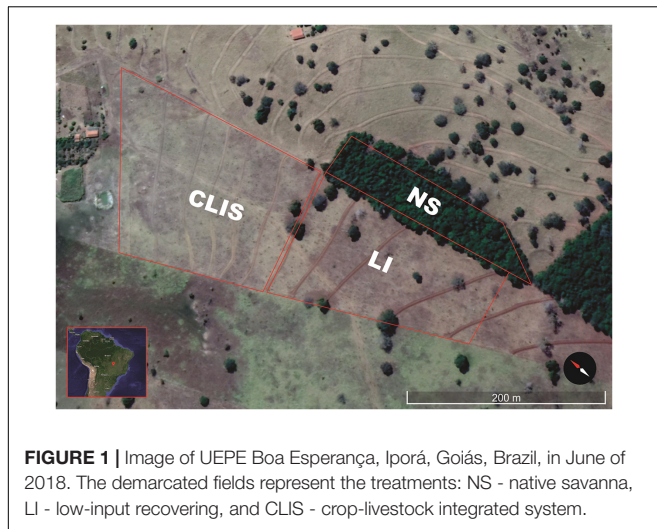 CLIS
NS
LI
200 m
FIGURE 1 | Image of UEPE Boa Esperança, Iporá, Goiás, Brazil, in June of
2018. The demarcated fields represent the treatments: NS - native savanna,
LI - low-input recovering, and CLIS - crop-livestock integrated system.